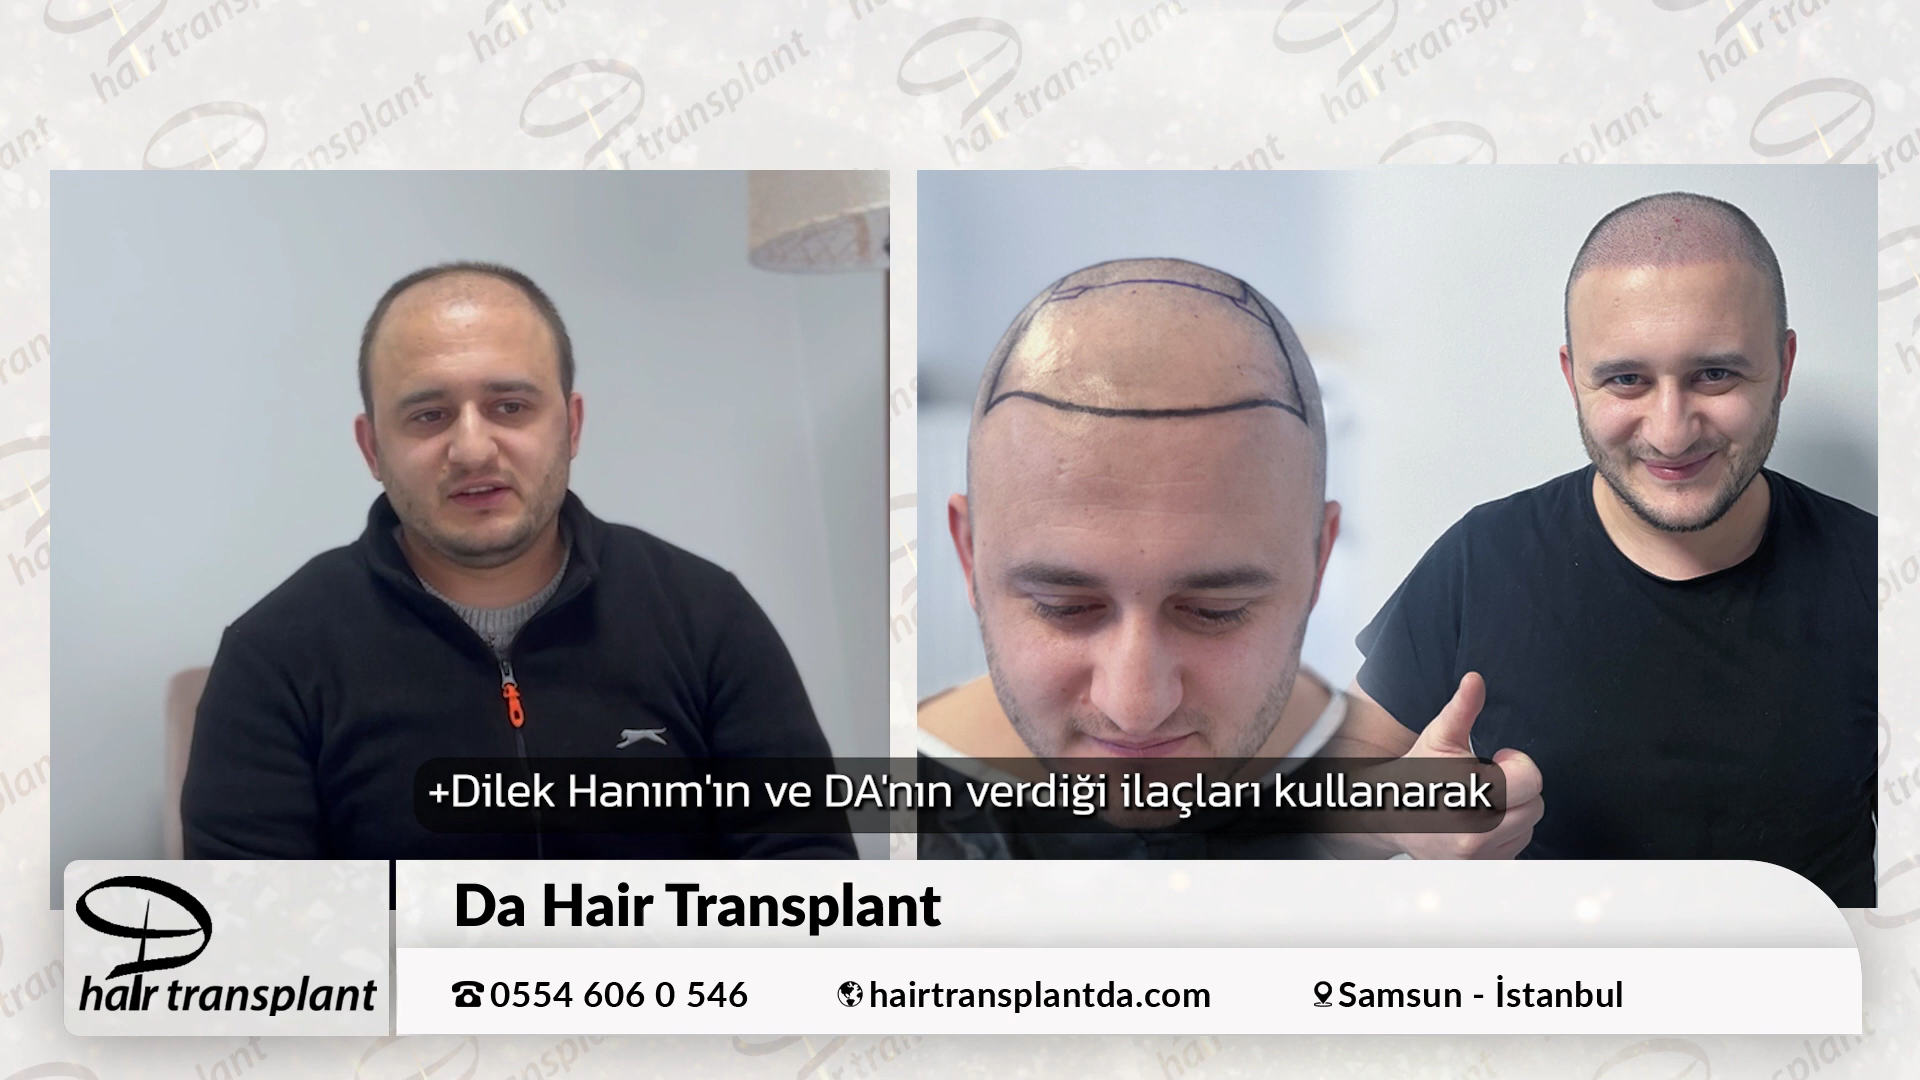 +Dilek Hanım'ın ve DA'nın verdiği ilaçları kullanarak
Da Hair Transplant
hair transplant
0554 606 0 546
hairtransplantda.com
Samsun - İstanbul